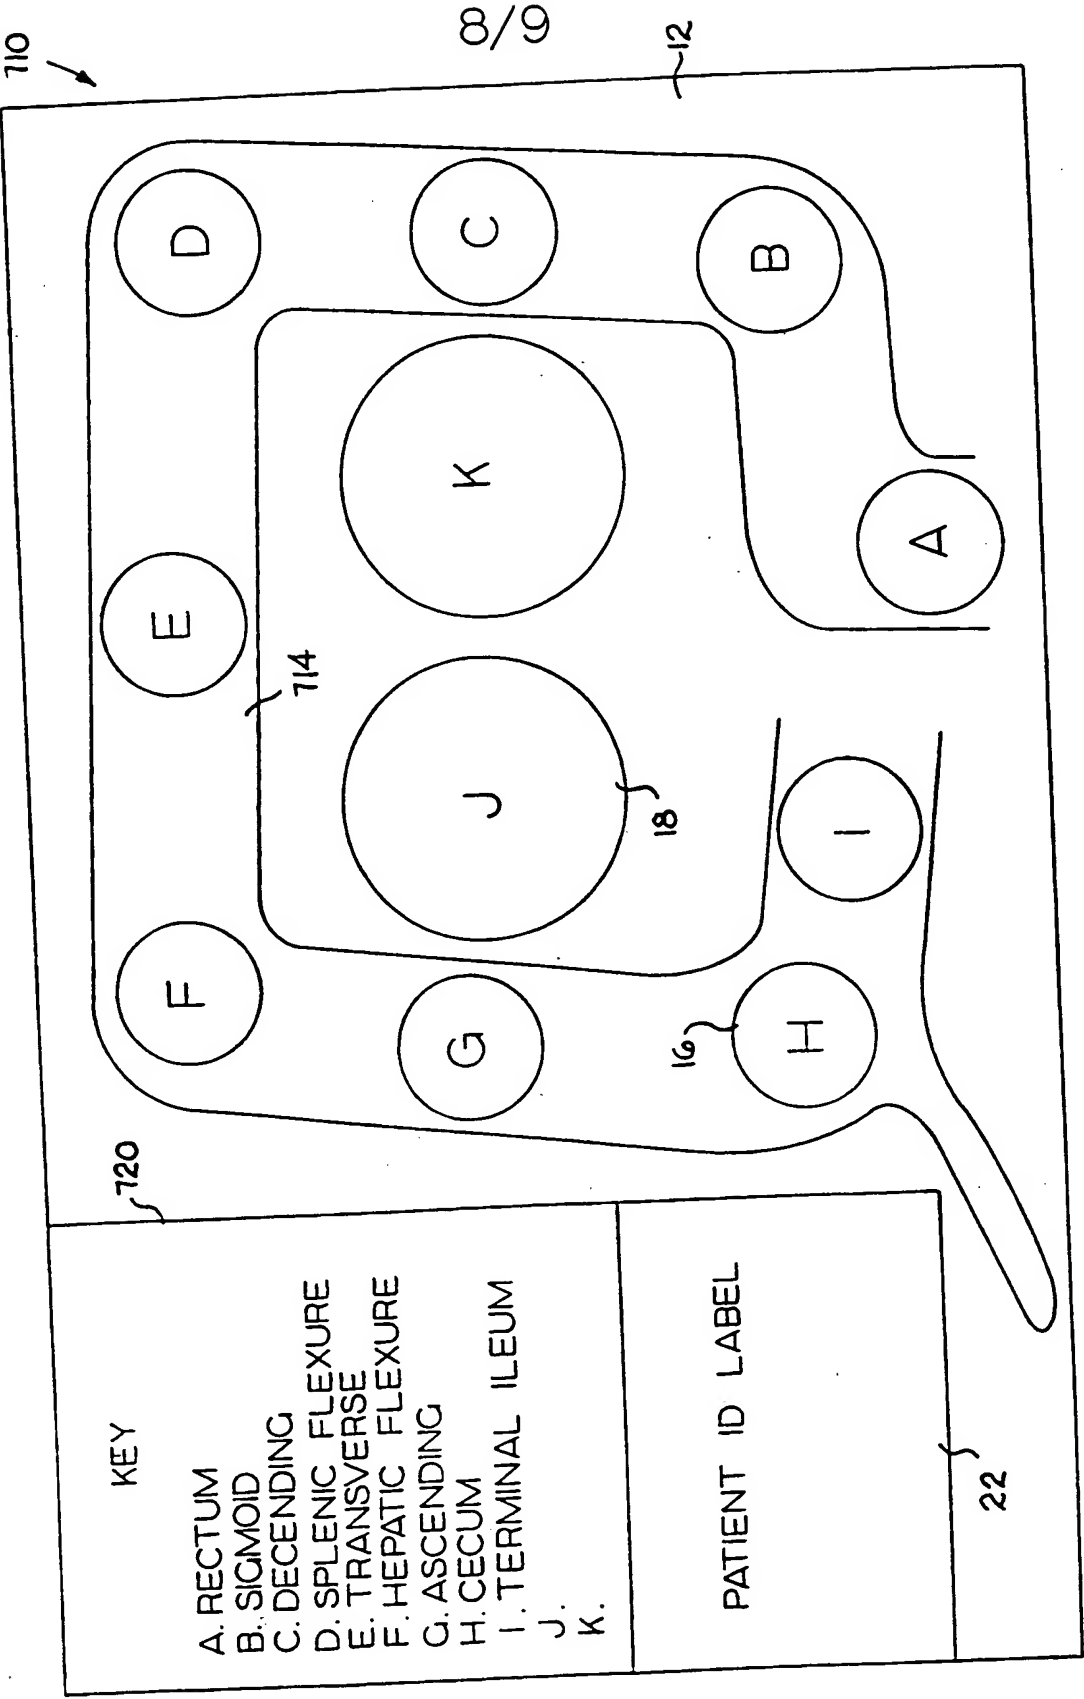 8/9
710
12
D
C
B
E
K
A
714
J
18
I
F
G
16
H
720
KEY
A. RECTUM
B. SIGMOID
C. DECENDING
D. SPLENIC FLEXURE
E. TRANSVERSE
F. HEPATIC FLEXURE
G. ASCENDING
H. CECUM
I. TERMINAL ILEUM
J.
K.
PATIENT ID LABEL
22